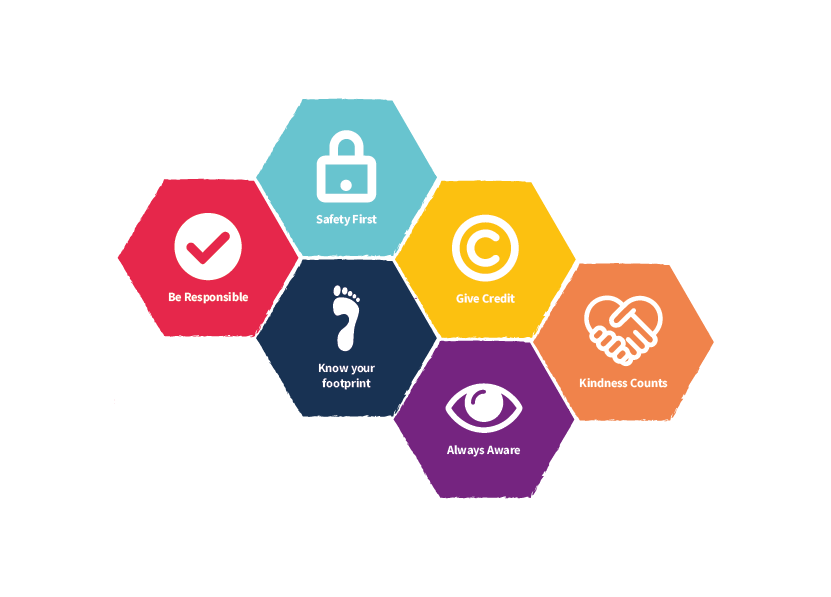 Safety First
Be Responsible
Give Credit
Know your
footprint
Kindness Counts
Always Aware